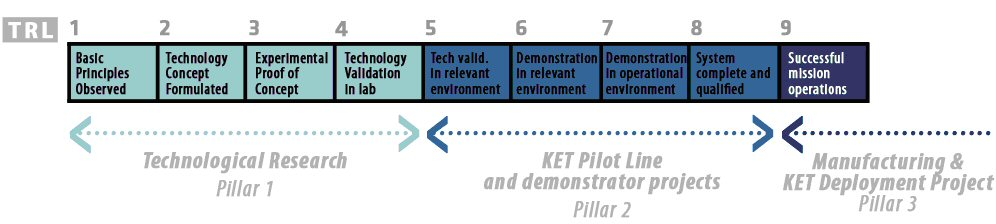 TRL 1 2 3 4 5 6 7 8 9
Basic
Principles
Observed
Technology
Concept
Formulated
Experimental
Proof of
Concept
Technology
Validation
in lab
Tech valid.
in relevant
environment
Demonstration
in relevant
environment
Demonstration
in operational
environment
System
complete and
qualified
Successful
mission
operations
Technological Research
Pillar 1
KET Pilot Line
and demonstrator projects
Pillar 2
Manufacturing &
KET Deployment Project
Pillar 3